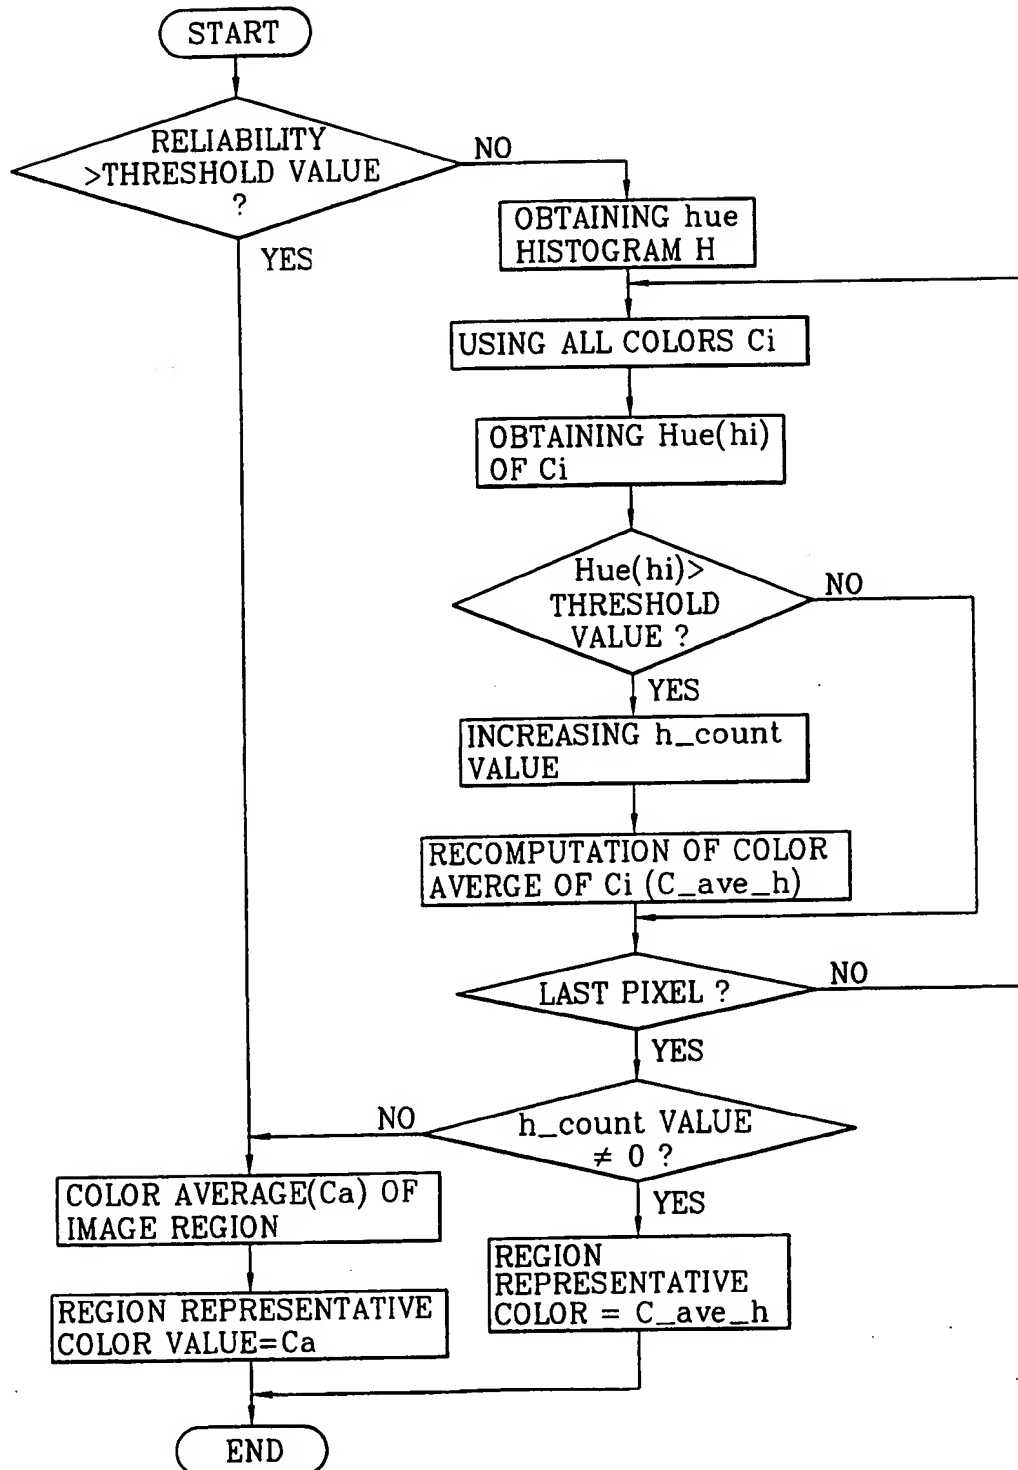 START
RELIABILITY
>THRESHOLD VALUE
?
NO
YES
OBTAINING hue
HISTOGRAM H
USING ALL COLORS Ci
OBTAINING Hue(hi)
OF Ci
Hue(hi)>
THRESHOLD
VALUE ?
NO
YES
INCREASING h_count
VALUE
RECOMPUTATION OF COLOR
AVERGE OF Ci (C_ave_h)
LAST PIXEL ?
NO
YES
h_count VALUE
≠ 0 ?
NO
YES
COLOR AVERAGE(Ca) OF
IMAGE REGION
REGION
REPRESENTATIVE
COLOR = C_ave_h
REGION REPRESENTATIVE
COLOR VALUE=Ca
END